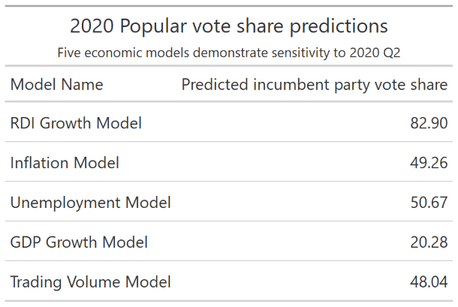 2020 Popular vote share predictions
Five economic models demonstrate sensitivity to 2020 Q2
Model Name Predicted incumbent party vote share
RDI Growth Model 82.90
Inflation Model 49.26
Unemployment Model 50.67
GDP Growth Model 20.28
Trading Volume Model 48.04